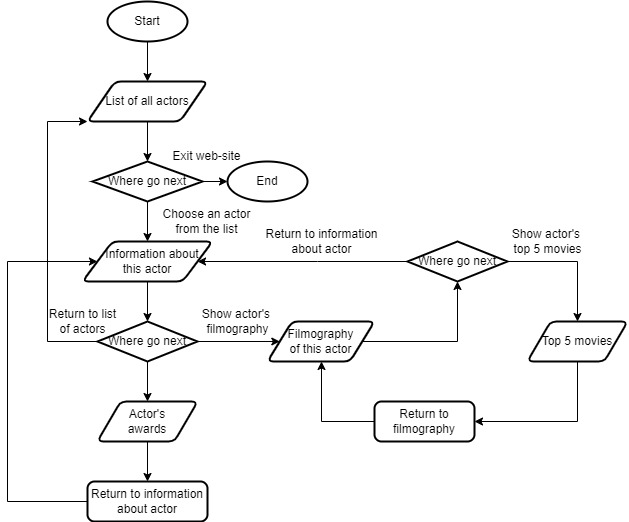 Start
List of all actors
Exit web-site
Where go next
End
Choose an actor
from the list
Return to information
about actor
Show actor's
top 5 movies
Information about
this actor
Where go next
Return to list
of actors
Show actor's
filmography
Where go next
Filmography
of this actor
Top 5 movies
Actor's
awards
Return to
filmography
Return to information
about actor